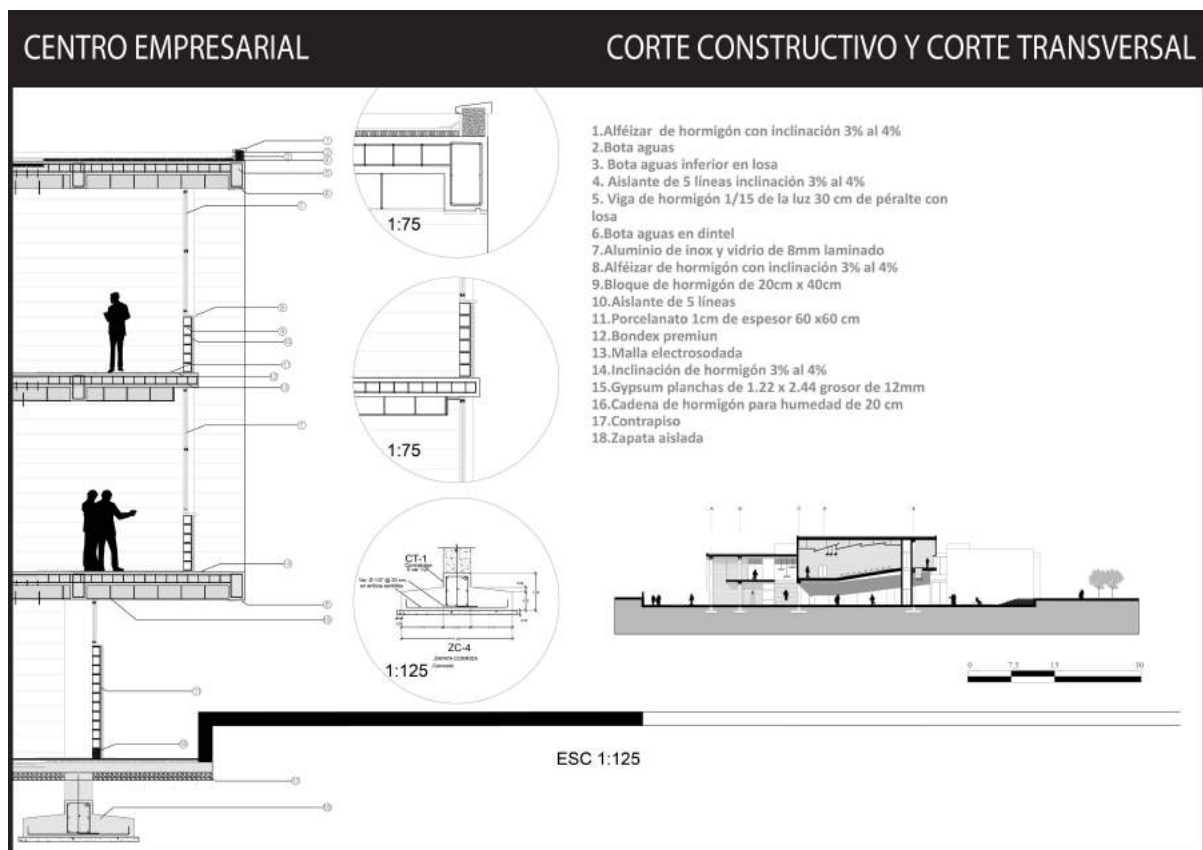 CENTRO EMPRESARIAL
CORTE CONSTRUCTIVO Y CORTE TRANSVERSAL
1.Alféizar de hormigón con inclinación 3% al 4%
2.Bota aguas
3. Bota aguas inferior en losa
4. Aislante de 5 líneas inclinación 3% al 4%
5. Viga de hormigón 1/15 de la luz 30 cm de péralte con
losa
6.Bota aguas en dintel
7.Aluminio de inox y vidrio de 8mm laminado
8.Alféizar de hormigón con inclinación 3% al 4%
9.Bloque de hormigón de 20cm x 40cm
10.Aislante de 5 líneas
11.Porcelanato 1cm de espesor 60 x60 cm
12.Bondex premiun
13.Malla electrosodada
14.Inclinación de hormigón 3% al 4%
15.Gypsum planchas de 1.22 x 2.44 grosor de 12mm
16.Cadena de hormigón para humedad de 20 cm
17.Contrapiso
18.Zapata aislada
1:75
1:75
CT-1
ZC-4
ZAPATA CORRIDA
1:125
0 7.5 15 30
ESC 1:125